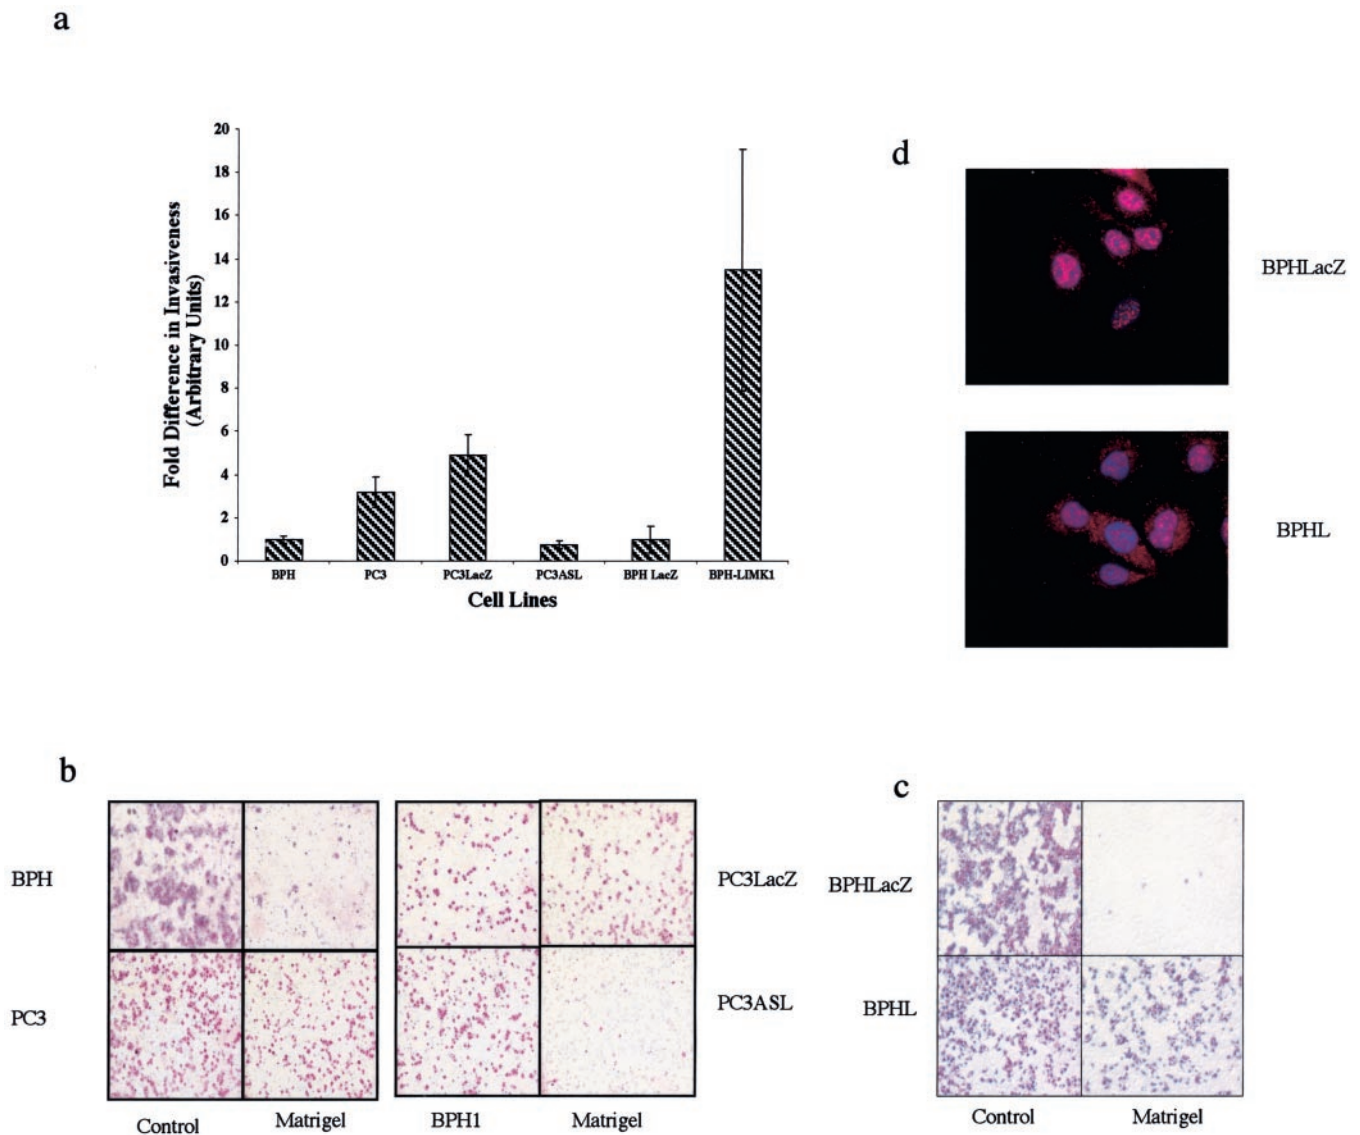 a
Fold Difference in Invasiveness
(Arbitrary Units)
20
18
16
14
12
10
8
6
4
2
0
BPH PC3 PC3LacZ PC3ASL BPH LacZ BPH-LIMK1
Cell Lines
d
BPHLacZ
BPHL
b
BPH
PC3
PC3LacZ
PC3ASL
Control Matrigel BPH1 Matrigel
c
BPHLacZ
BPHL
Control Matrigel